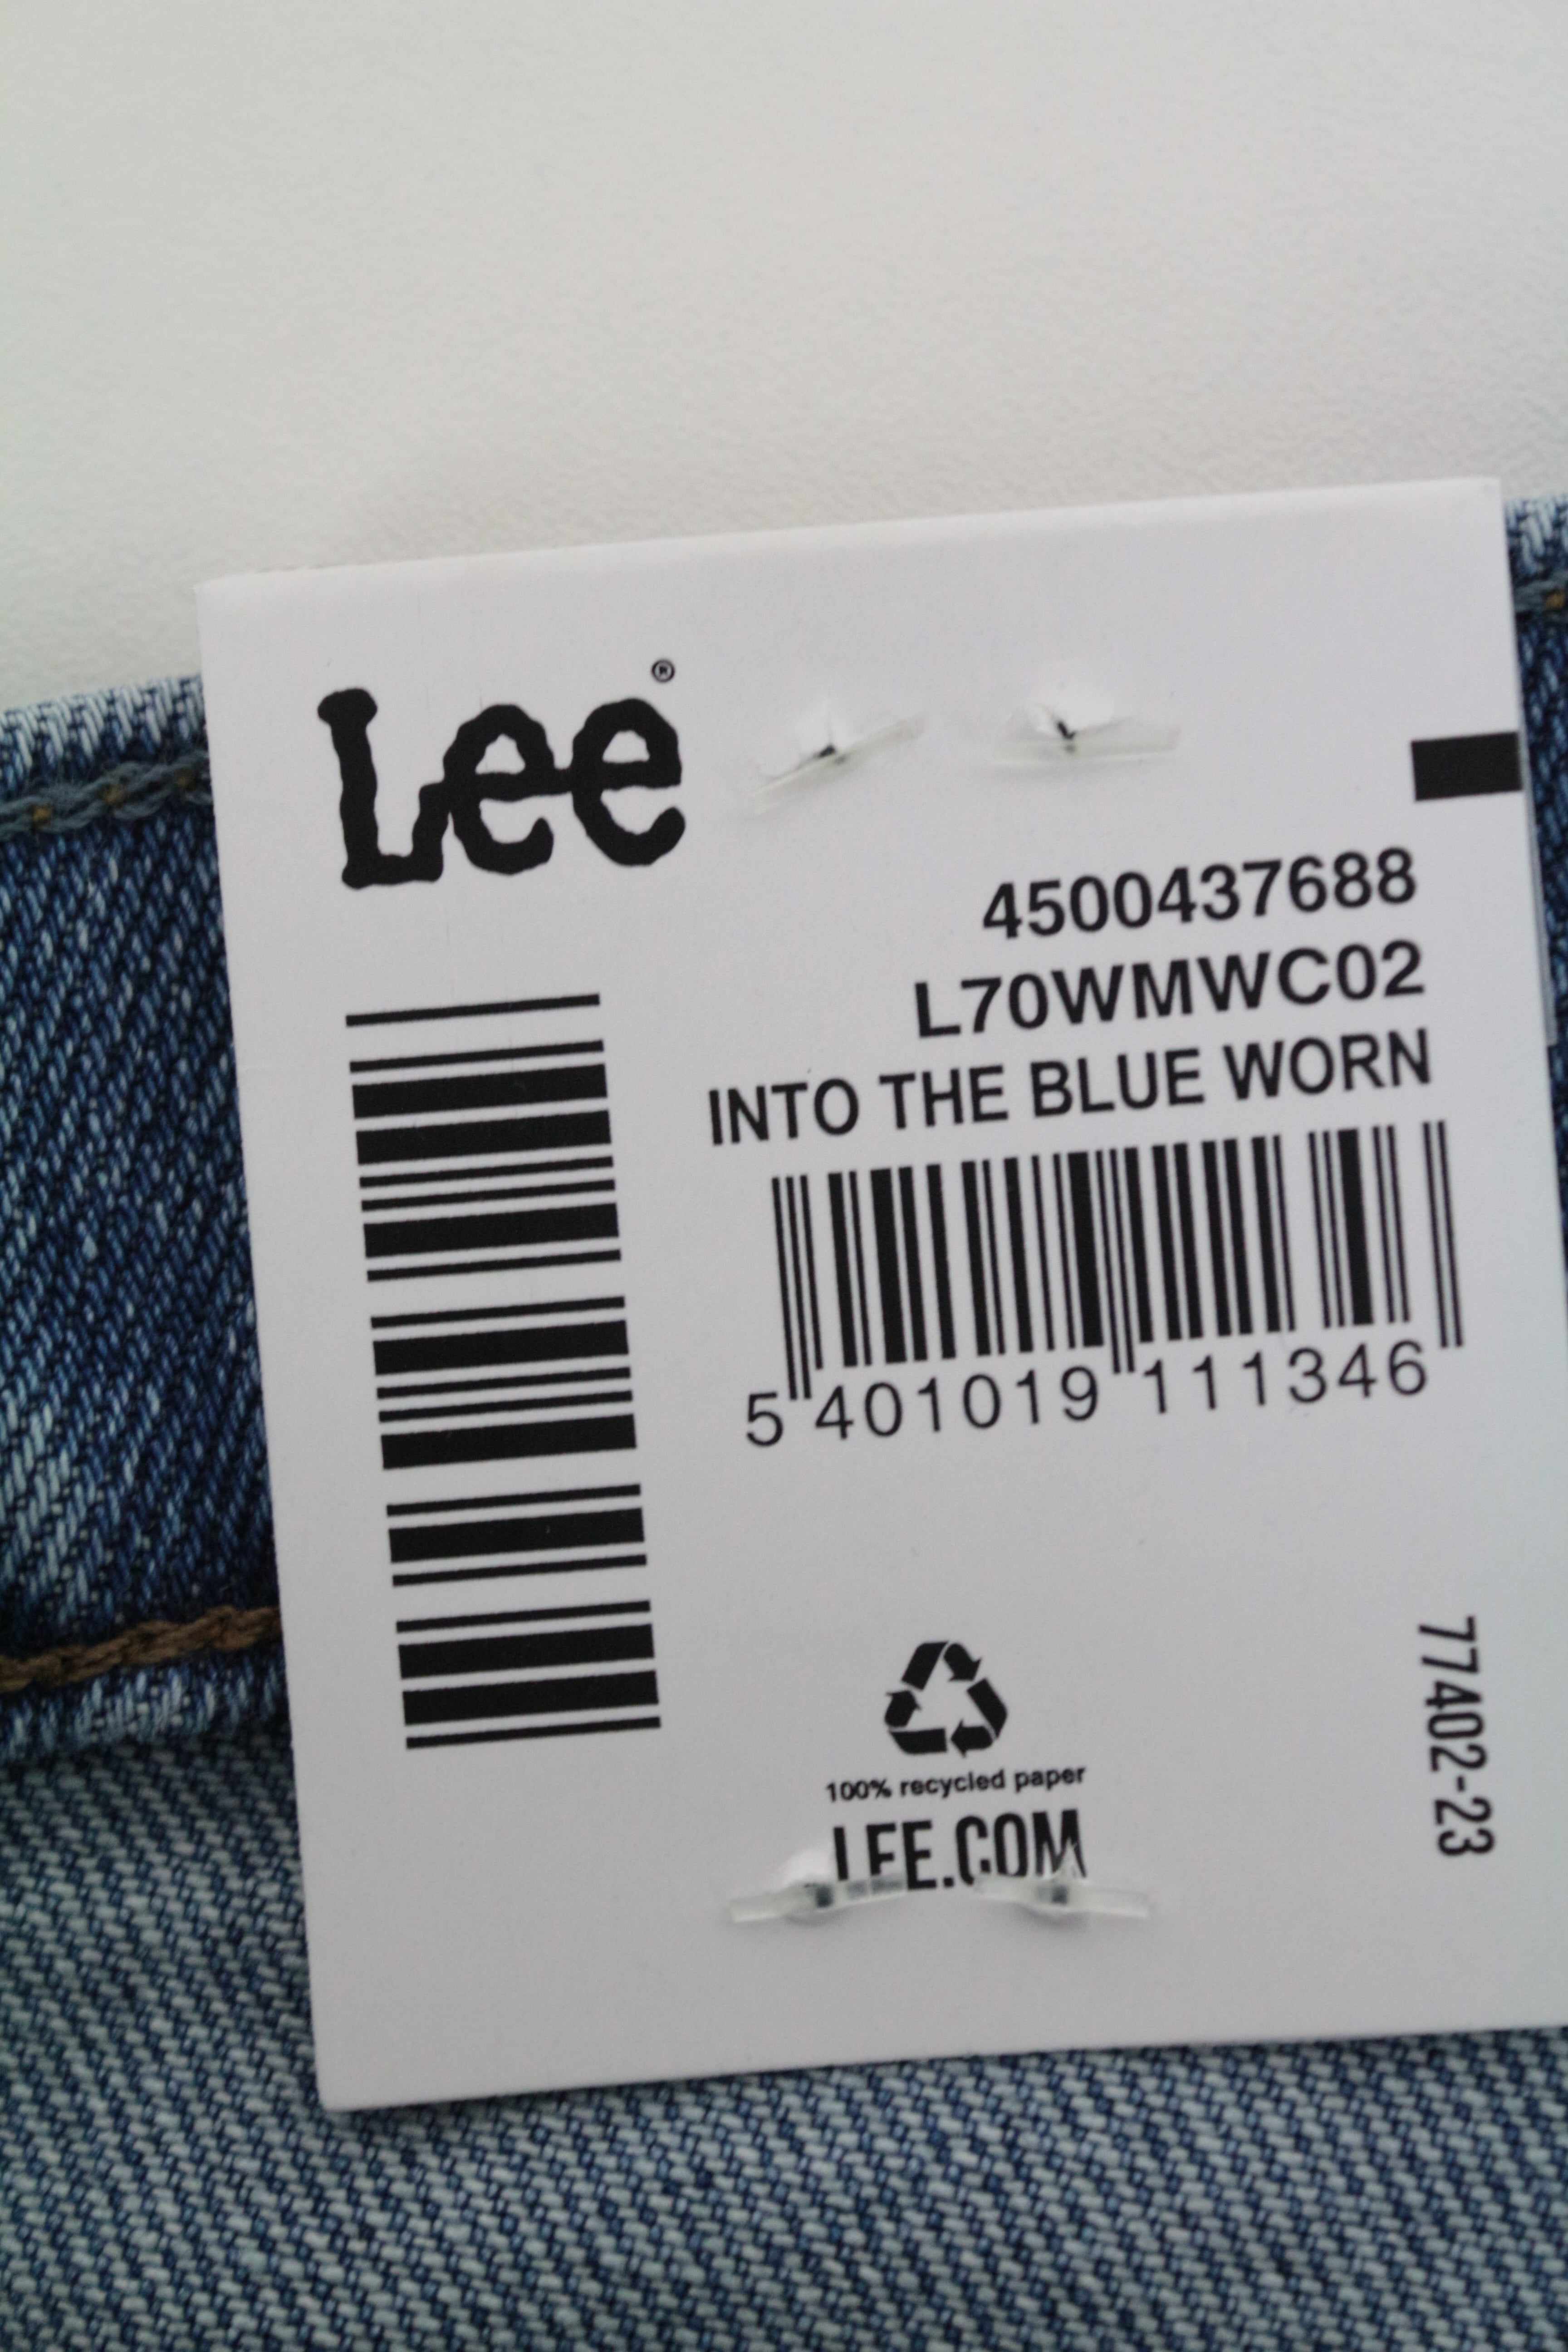 Lee®
4500437688
L70WMWC02
INTO THE BLUE WORN
5 401019 111346
100% recycled paper
LEE.COM
77402-23